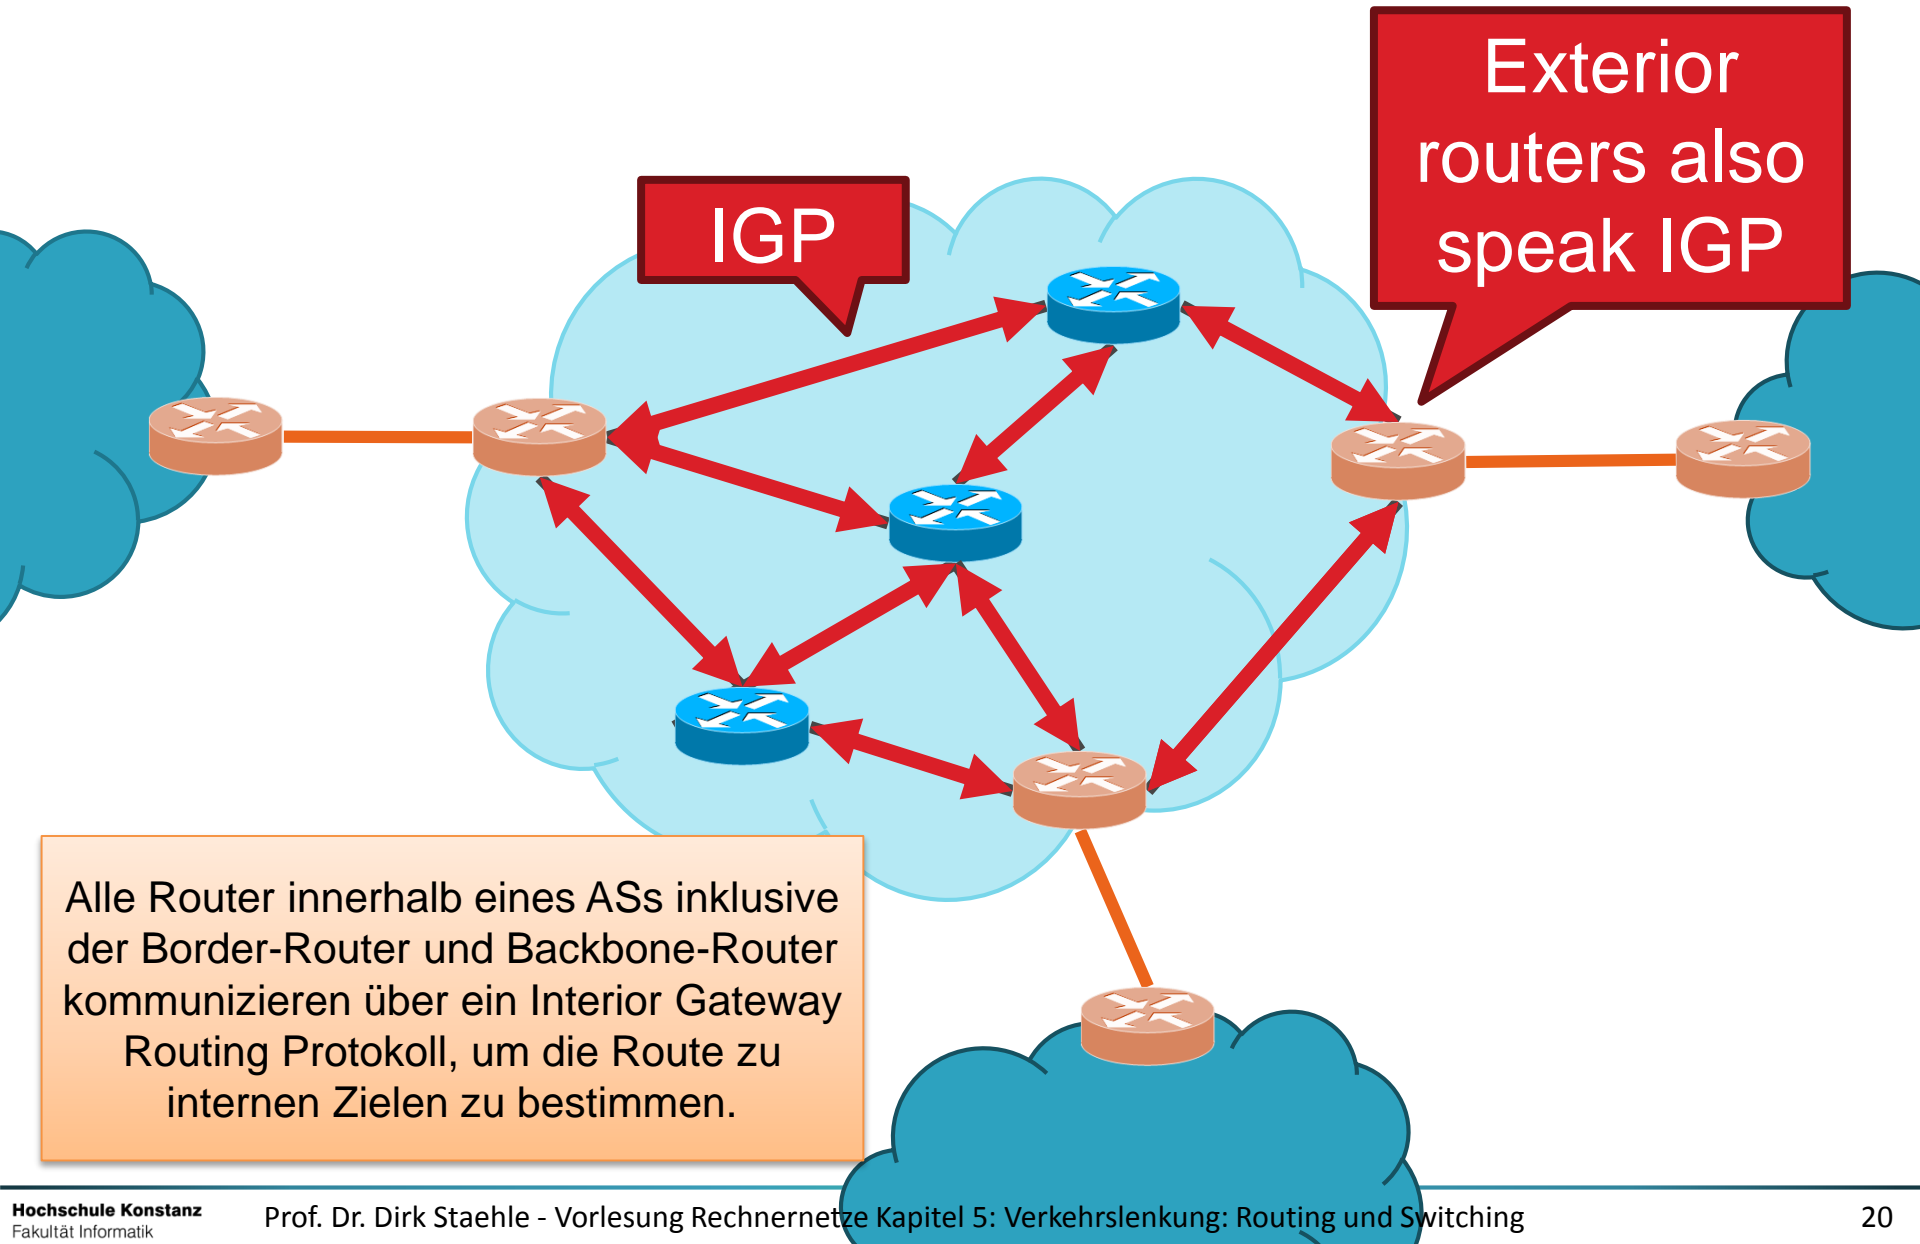 Exterior
routers also
speak IGP
IGP
Alle Router innerhalb eines ASs inklusive
der Border-Router und Backbone-Router
kommunizieren über ein Interior Gateway
Routing Protokoll, um die Route zu
internen Zielen zu bestimmen.
Hochschule Konstanz
Fakultät Informatik
Prof. Dr. Dirk Staehle - Vorlesung Rechnernetze Kapitel 5: Verkehrslenkung: Routing und Switching
20